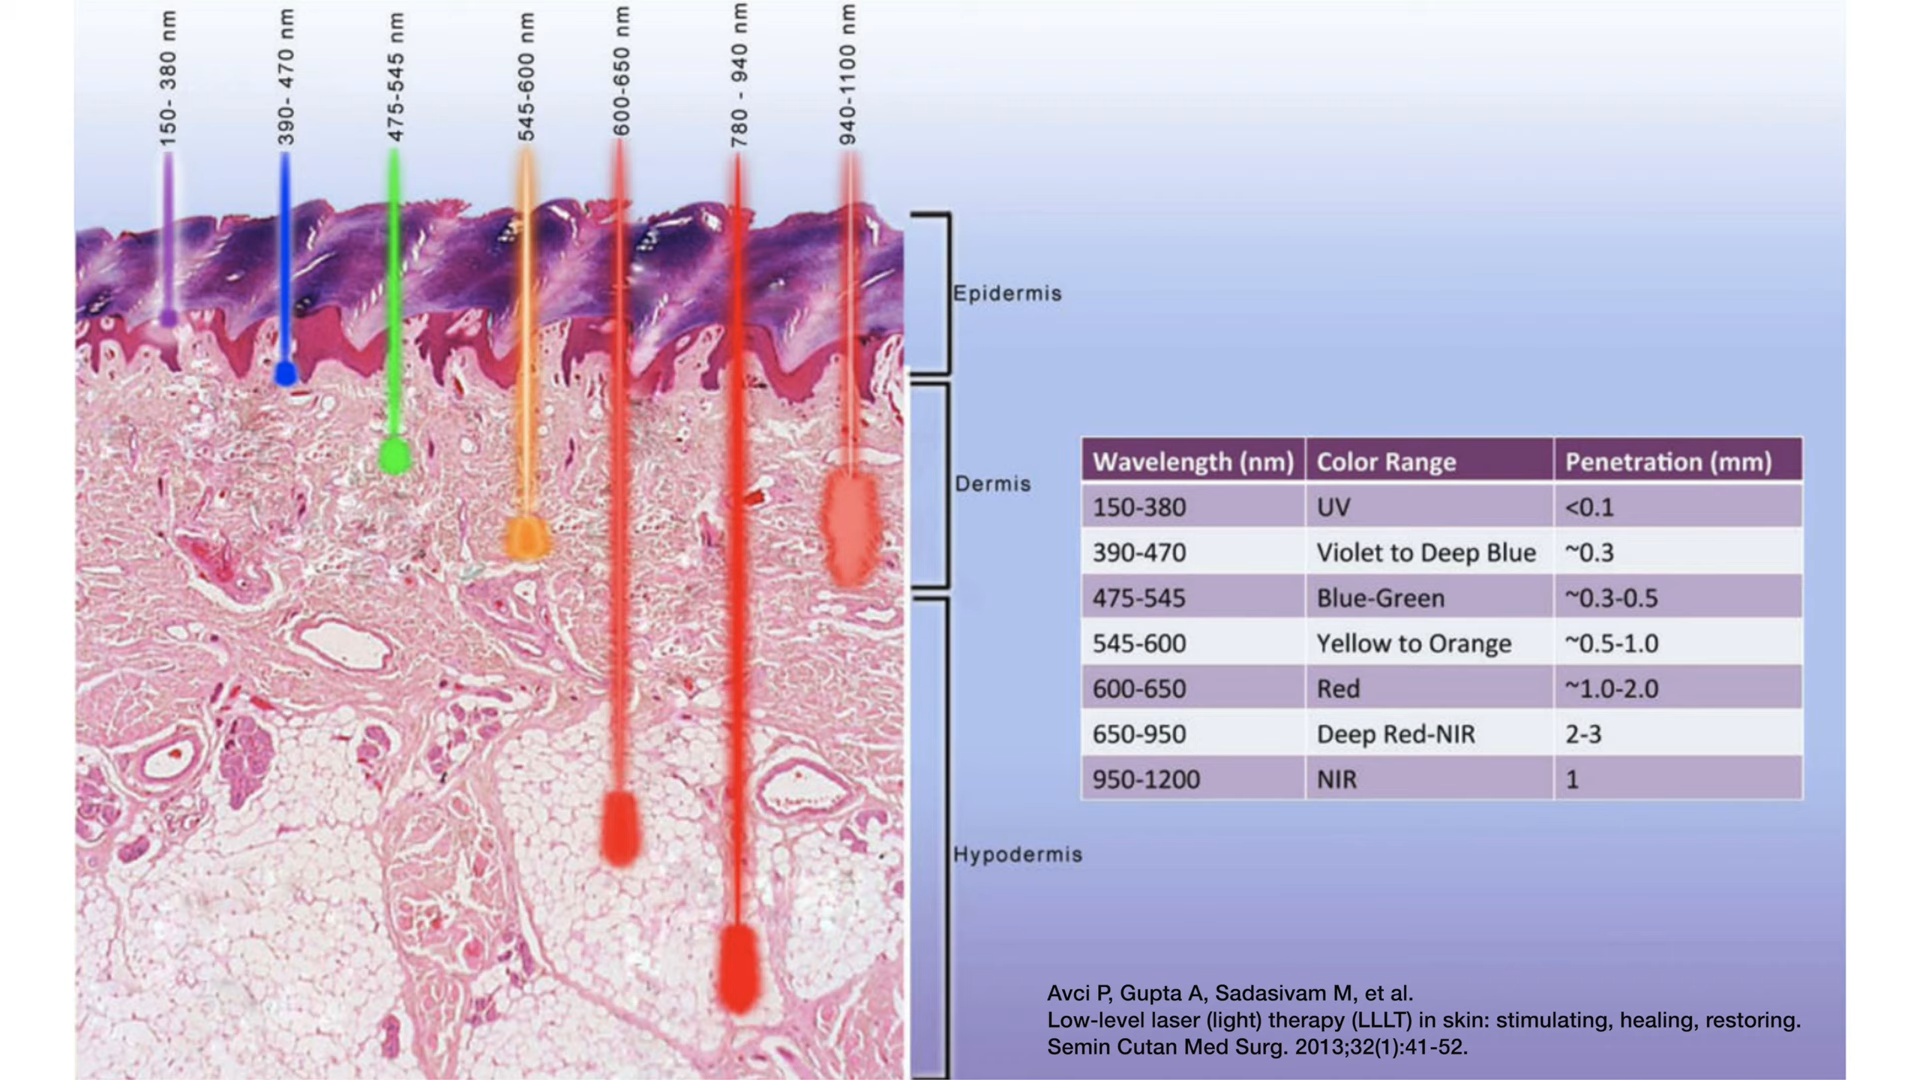 150- 380 nm
390- 470 nm
475-545 nm
545-600 nm
600-650 nm
780 - 940 nm
940-1100 nm
Epidermis
Dermis
Hypodermis
Wavelength (nm) Color Range Penetration (mm)
150-380 UV <0.1
390-470 Violet to Deep Blue ~0.3
475-545 Blue-Green ~0.3-0.5
545-600 Yellow to Orange ~0.5-1.0
600-650 Red ~1.0-2.0
650-950 Deep Red-NIR 2-3
950-1200 NIR 1
Avci P, Gupta A, Sadasivam M, et al.
Low-level laser (light) therapy (LLLT) in skin: stimulating, healing, restoring.
Semin Cutan Med Surg. 2013;32(1):41-52.